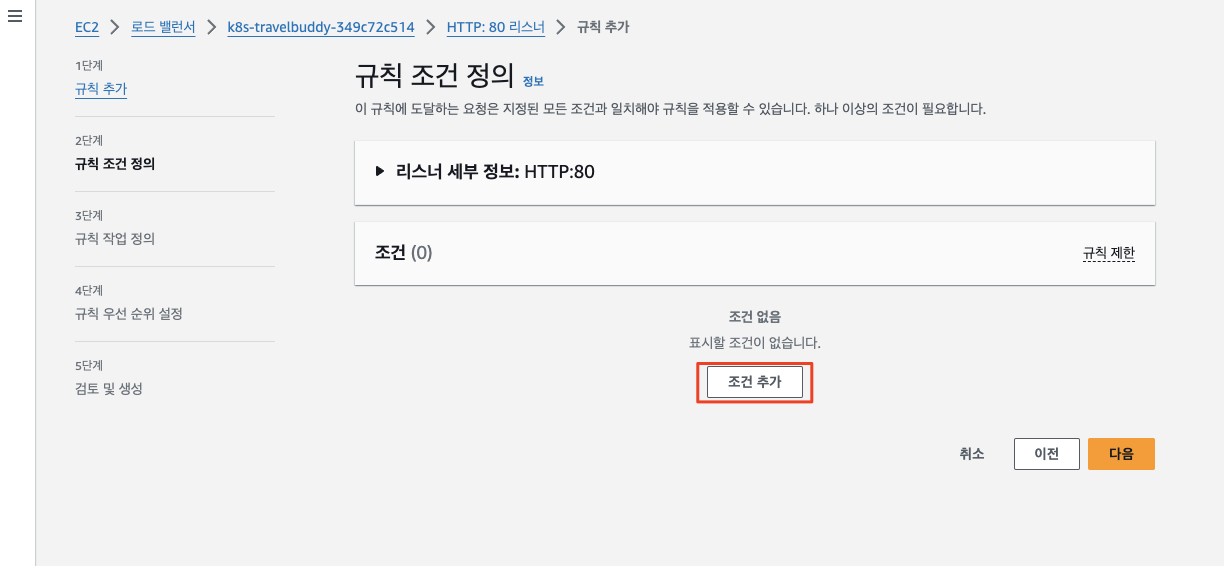 EC2 > 로드 밸런서 > k8s-travelbuddy-349c72c514 > HTTP: 80 리스너 > 규칙 추가
1단계
규칙 추가
2단계
규칙 조건 정의
3단계
규칙 작업 정의
4단계
규칙 우선 순위 설정
5단계
검토 및 생성
규칙 조건 정의 정보
이 규칙에 도달하는 요청은 지정된 모든 조건과 일치해야 규칙을 적용할 수 있습니다. 하나 이상의 조건이 필요합니다.
리스너 세부 정보: HTTP:80
조건 (0) 규칙 제한
조건 없음
표시할 조건이 없습니다.
조건 추가
취소 이전 다음